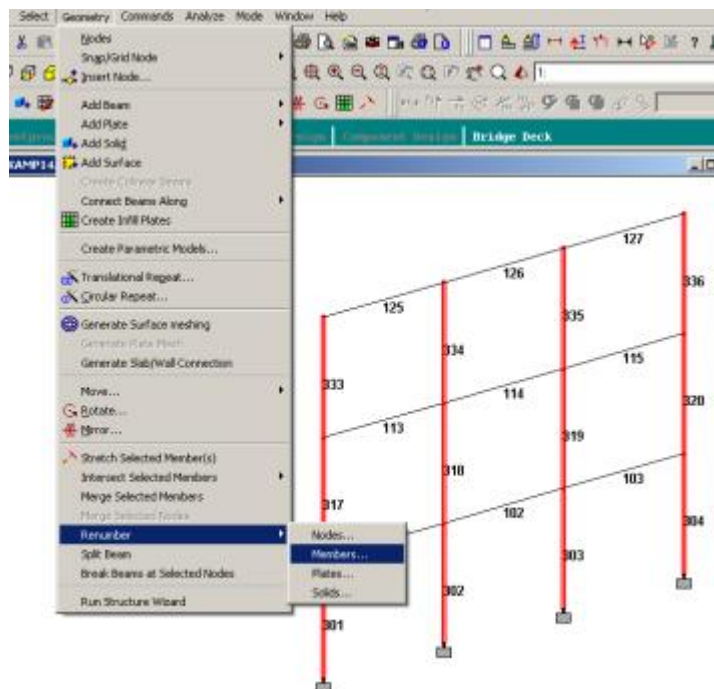 Select Geometry Commands Analyze Mode Window Help
Nodes
Snap/Grid Node
Insert Node...
1:
Add Beam
Add Plate
Add Solid
Add Surface
Create Colinear Beams
Connect Beams Along
Create Infill Plates
Create Parametric Models...
Translational Repeat...
Circular Repeat...
Generate Surface meshing
Generate Plate Mesh
Generate Slab/Wall Connection
Move...
Rotate...
Mirror...
Stretch Selected Member(s)
Intersect Selected Members
Merge Selected Members
Merge Selected Nodes
Renumber
Split Beam
Break Beams at Selected Nodes
Run Structure Wizard
Nodes...
Members...
Plates...
Solids...
Component Design Bridge Deck
127
126
336
125
335
334
115
333
114
320
113
319
318
103
317
102
304
303
302
301